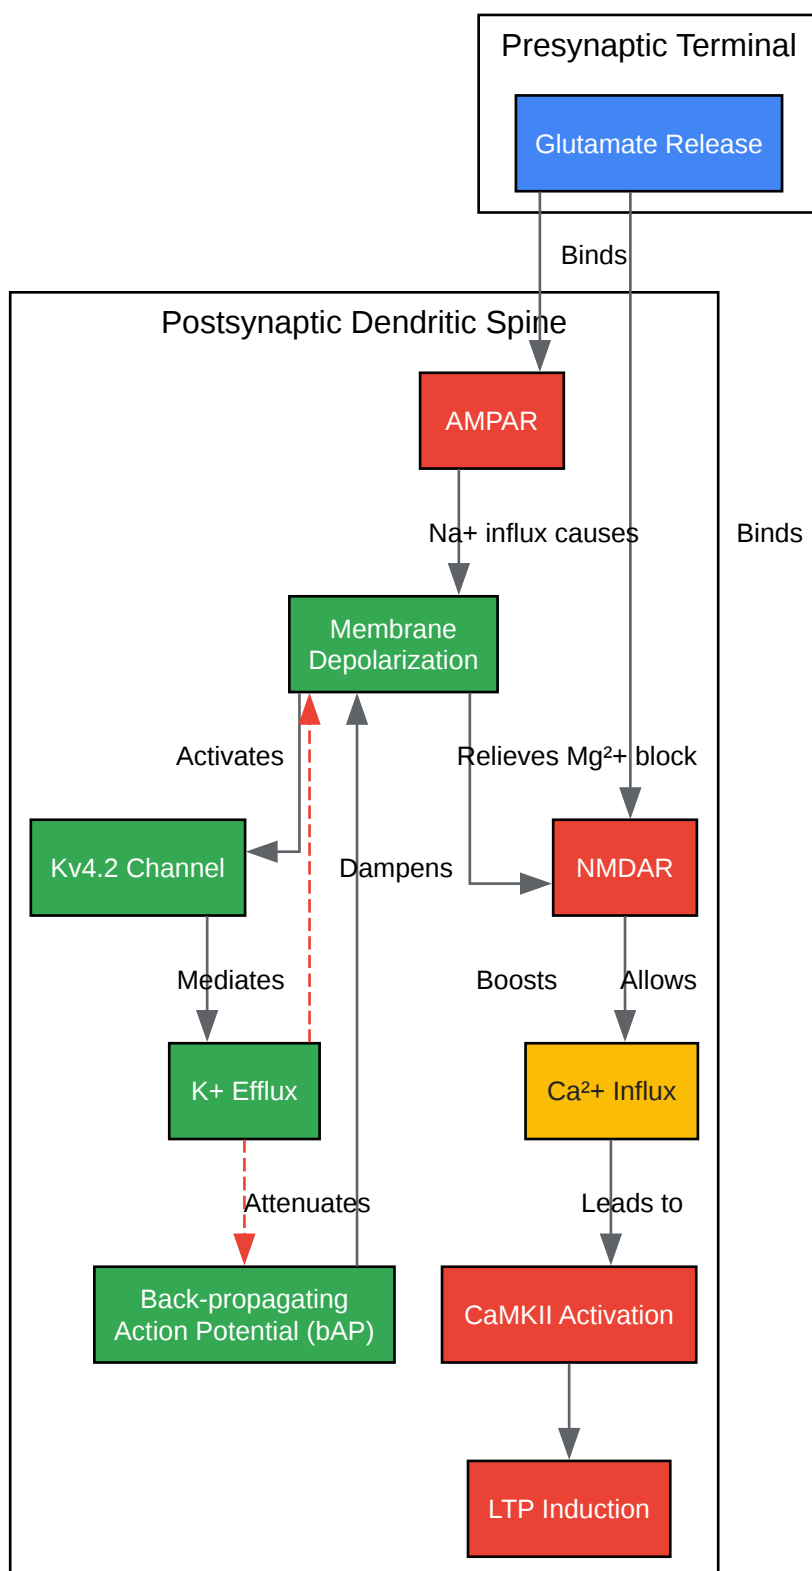 Presynaptic Terminal
Glutamate Release
Binds
Postsynaptic Dendritic Spine
AMPAR
Na+ influx causes
Binds
Membrane
Depolarization
Activates
Relieves Mg²+ block
Kv4.2 Channel
Dampens
NMDAR
Mediates
Boosts
Allows
K+ Efflux
Ca²+ Influx
Attenuates
Leads to
Back-propagating
Action Potential (bAP)
CaMKII Activation
LTP Induction